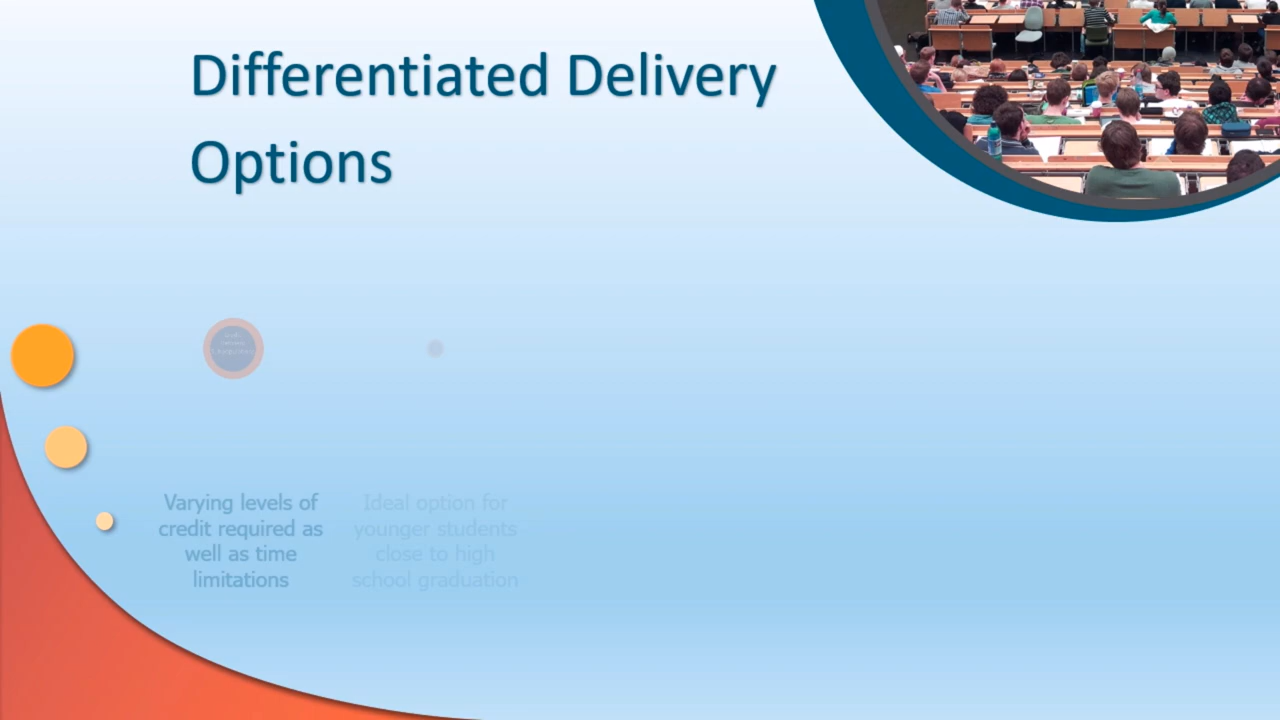 Differentiated Delivery
Options
Varying levels of
credit required as
well as time
limitations
Ideal option for
younger students
close to high
school graduation